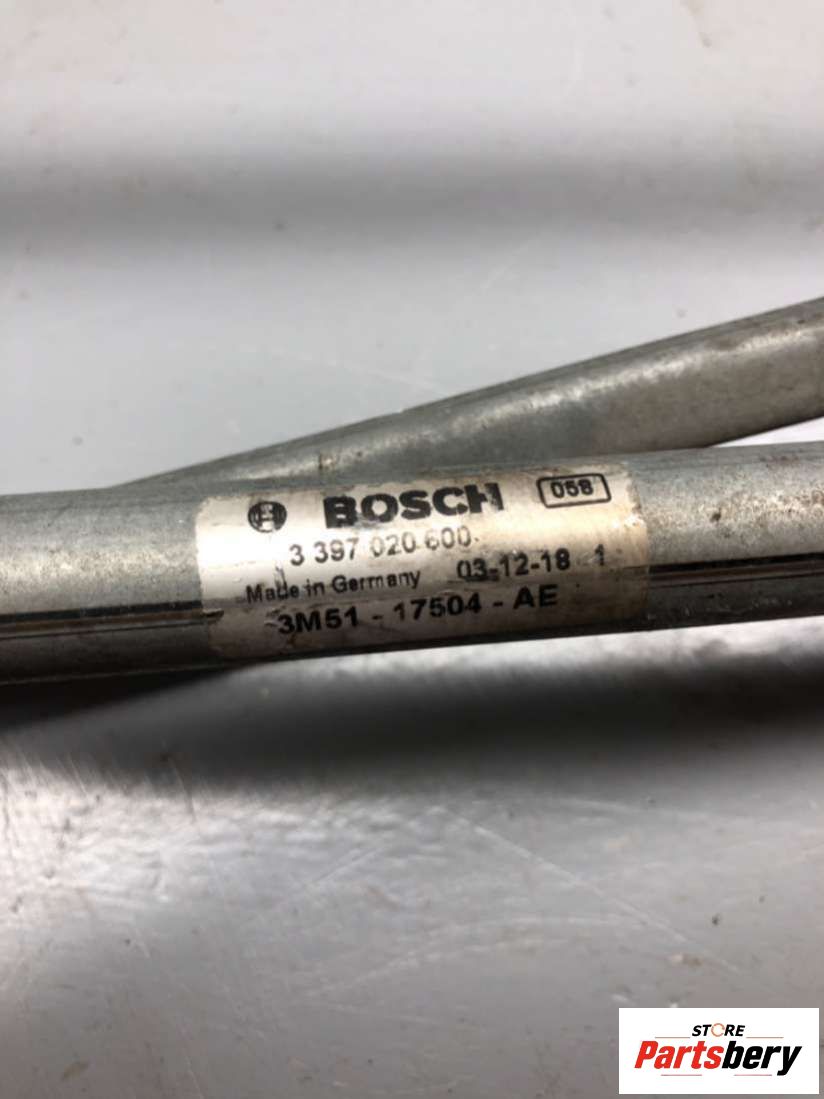 BOSCH 058
3 397 020 600
Made in Germany 03-12-18 1
3M51 - 17504 - AE
STORE
Partsbery